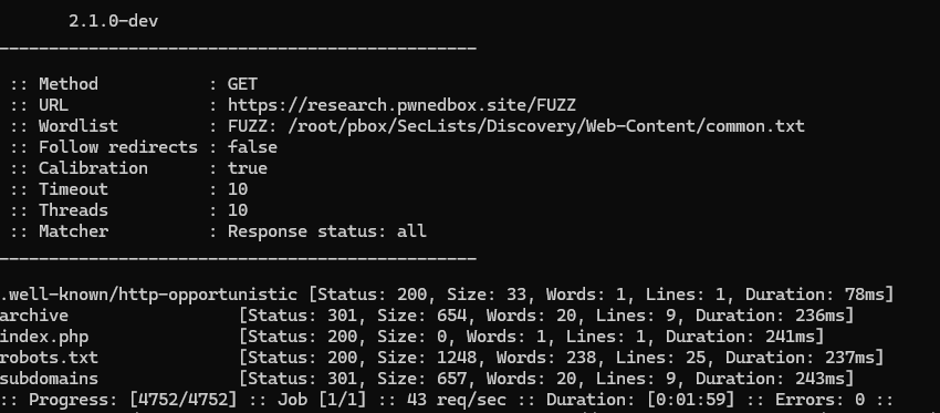 2.1.0-dev
________________________________________________
:: Method           : GET
:: URL              : https://research.pwnedbox.site/FUZZ
:: Wordlist         : FUZZ: /root/pbox/SecLists/Discovery/Web-Content/common.txt
:: Follow redirects : false
:: Calibration      : true
:: Timeout          : 10
:: Threads          : 10
:: Matcher          : Response status: all
________________________________________________
.well-known/http-opportunistic [Status: 200, Size: 33, Words: 1, Lines: 1, Duration: 78ms]
archive                 [Status: 301, Size: 654, Words: 20, Lines: 9, Duration: 236ms]
index.php               [Status: 200, Size: 0, Words: 1, Lines: 1, Duration: 241ms]
robots.txt              [Status: 200, Size: 1248, Words: 238, Lines: 25, Duration: 237ms]
subdomains              [Status: 301, Size: 657, Words: 20, Lines: 9, Duration: 243ms]
:: Progress: [4752/4752] :: Job [1/1] :: 43 req/sec :: Duration: [0:01:59] :: Errors: 0 ::